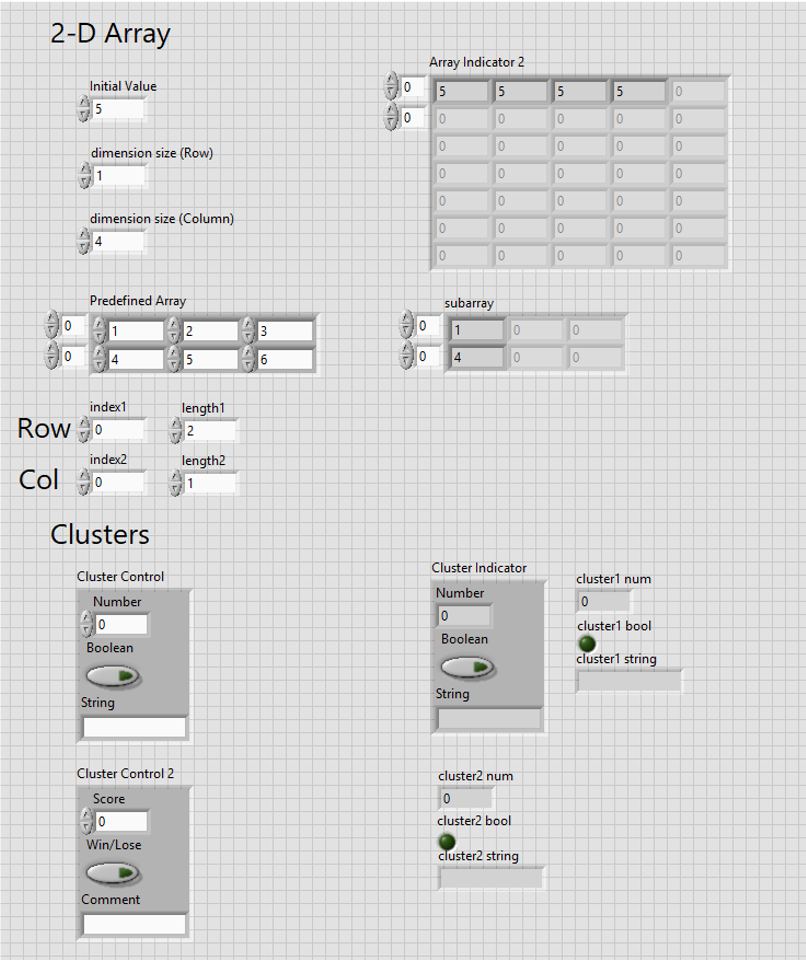 2-D Array
Array Indicator 2
Initial Value
5
0 5 5 5 5 0
0 0 0 0 0 0
dimension size (Row)
1
0 0 0 0 0
0 0 0 0 0
dimension size (Column)
4
0 0 0 0 0
0 0 0 0 0
0 0 0 0 0
Predefined Array
subarray
0 1 2 3
0 1 0 0
0 4 5 6
0 4 0 0
index1 length1
Row 0 2
index2 length2
Col 0 1
Clusters
Cluster Control
Number
0
Boolean
String
Cluster Indicator
Number
0
Boolean
String
cluster1 num
0
cluster1 bool
cluster1 string
Cluster Control 2
Score
0
Win/Lose
Comment
cluster2 num
0
cluster2 bool
cluster2 string